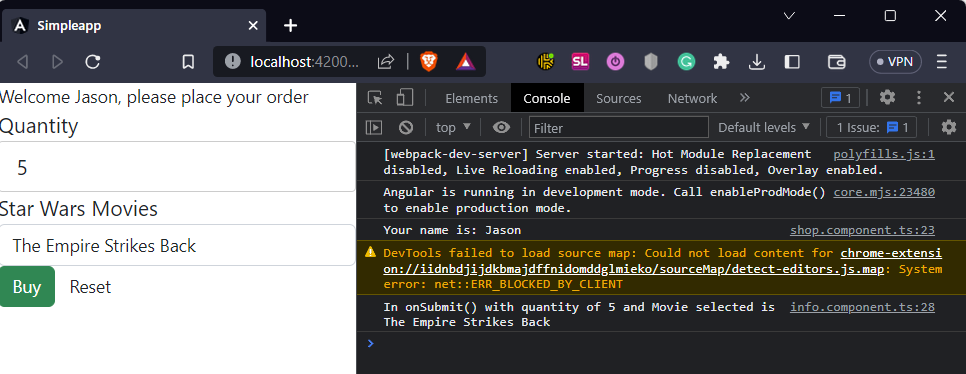 Simpleapp
localhost:4200...
SL
VPN
Welcome Jason, please place your order
Quantity
5
Star Wars Movies
The Empire Strikes Back
Buy Reset
Elements Console Sources Network 1
top Filter Default levels 1 Issue: 1
[webpack-dev-server] Server started: Hot Module Replacement polyfills.js:1
disabled, Live Reloading enabled, Progress disabled, Overlay enabled.
Angular is running in development mode. Call enableProdMode() core.mjs:23480
to enable production mode.
Your name is: Jason shop.component.ts:23
DevTools failed to load source map: Could not load content for chrome-extensi
on://iidnbdjijdkbmajdffnidomddglmieko/sourceMap/detect-editors.js.map: System
error: net::ERR_BLOCKED_BY_CLIENT
In onSubmit() with quantity of 5 and Movie selected is info.component.ts:28
The Empire Strikes Back